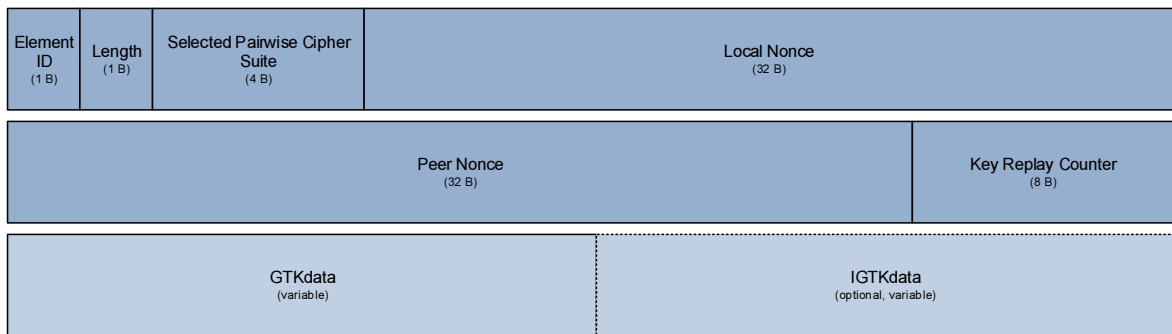 Element
ID
(1 B)
Length
(1 B)
Selected Pairwise Cipher
Suite
(4 B)
Local Nonce
(32 B)
Peer Nonce
(32 B)
Key Replay Counter
(8 B)
GTKdata
(variable)
IGTKdata
(optional, variable)